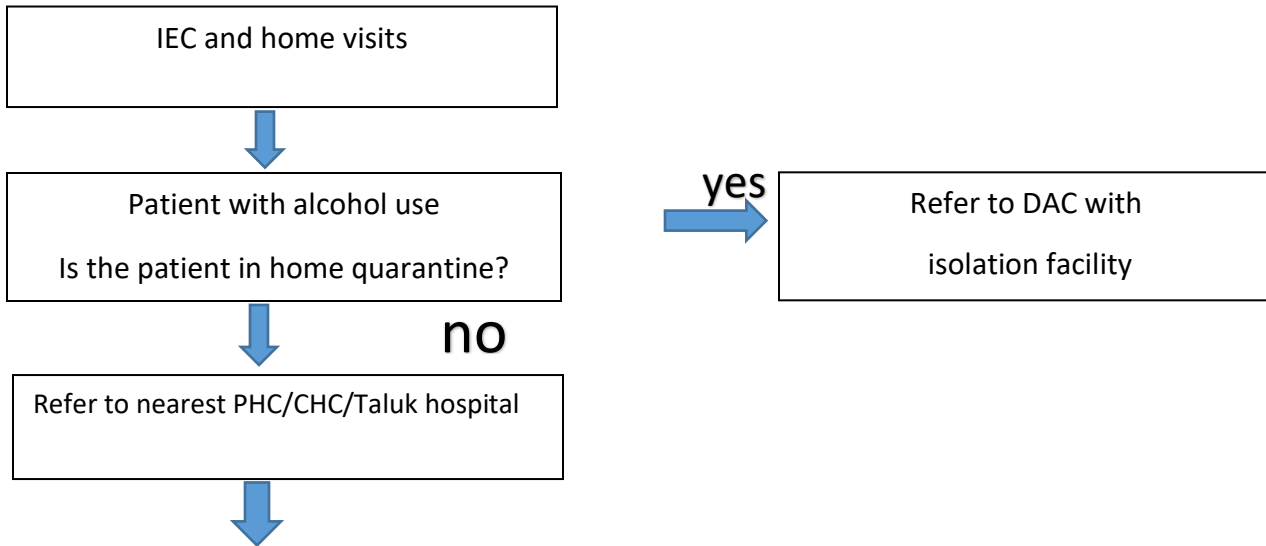 IEC and home visits
Patient with alcohol use
Is the patient in home quarantine?
yes
Refer to DAC with
isolation facility
no
Refer to nearest PHC/CHC/Taluk hospital